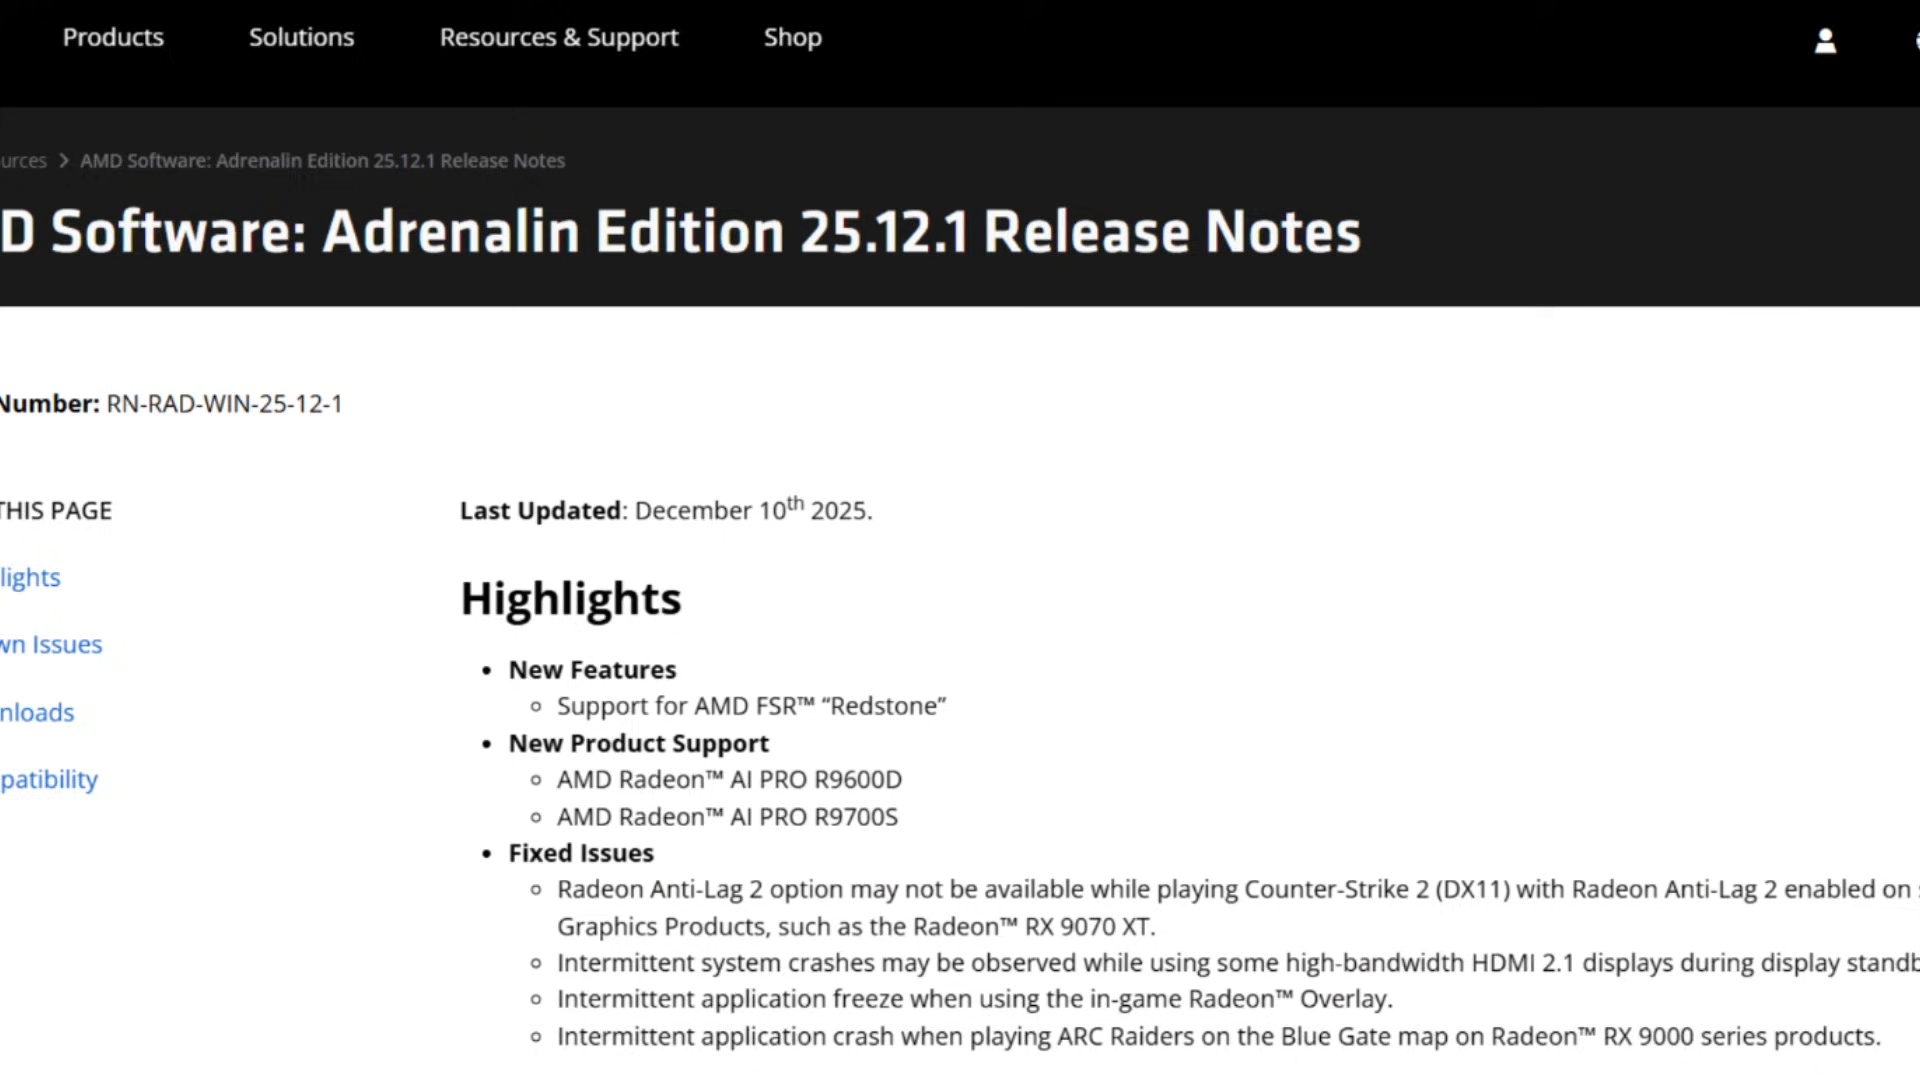 Products Solutions Resources & Support Shop
urces > AMD Software: Adrenalin Edition 25.12.1 Release Notes
D Software: Adrenalin Edition 25.12.1 Release Notes
Number: RN-RAD-WIN-25-12-1
THIS PAGE
Last Updated: December 10th 2025.
lights
Highlights
wn Issues
• New Features
◦ Support for AMD FSR™ “Redstone”
nloads
• New Product Support
patibility
◦ AMD Radeon™ AI PRO R9600D
◦ AMD Radeon™ AI PRO R9700S
• Fixed Issues
◦ Radeon Anti-Lag 2 option may not be available while playing Counter-Strike 2 (DX11) with Radeon Anti-Lag 2 enabled on
Graphics Products, such as the Radeon™ RX 9070 XT.
◦ Intermittent system crashes may be observed while using some high-bandwidth HDMI 2.1 displays during display standb
◦ Intermittent application freeze when using the in-game Radeon™ Overlay.
◦ Intermittent application crash when playing ARC Raiders on the Blue Gate map on Radeon™ RX 9000 series products.